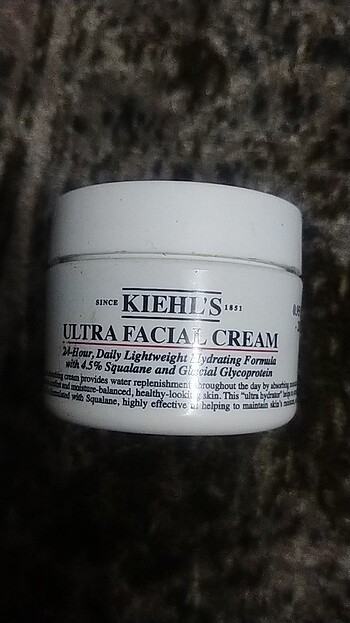 SINCE KIEHL'S 1851
ULTRA FACIAL CREAM
24-Hour, Daily Lightweight Hydrating Formula
with 4.5% Squalane and Glacial Glycoprotein
cream provides water replenishment throughout the day by absorbing
and moisture-balanced, healthy-looking skin. This "ultra hydrator"
with Squalane, highly effective helping to maintain skin's